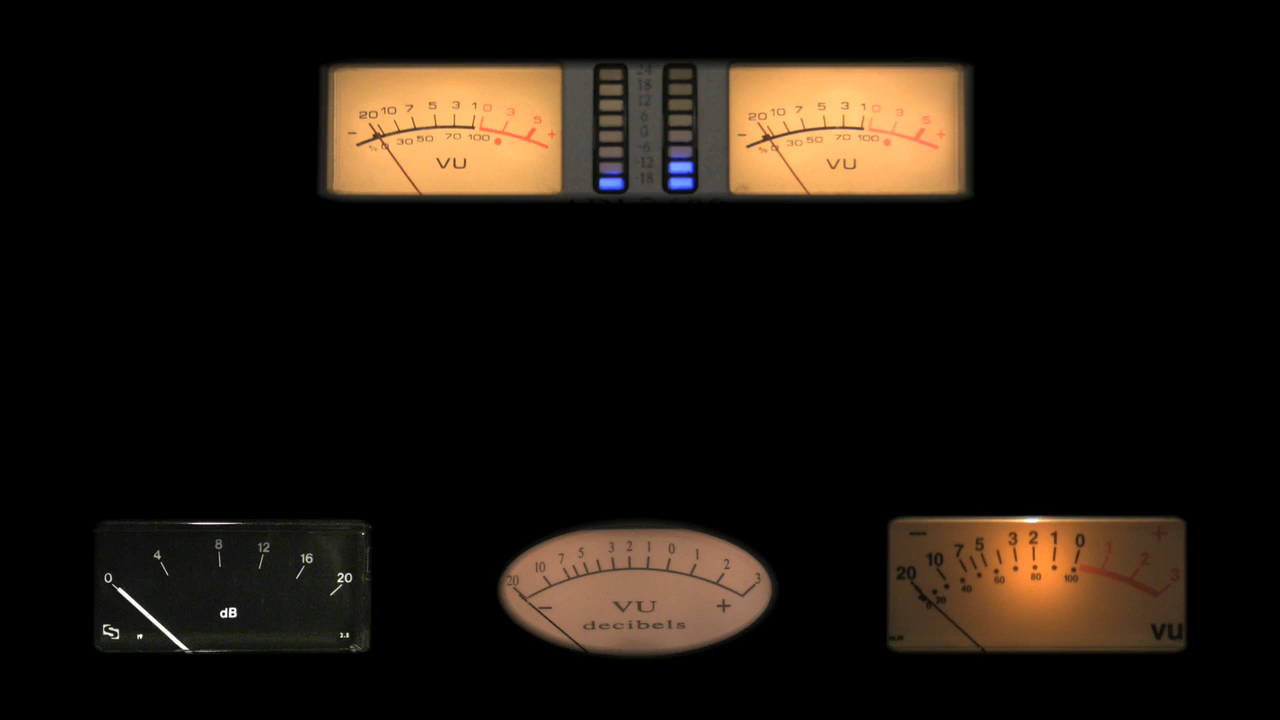 20 10 7 5 3 1 0 3 5
- +
% 0 30 50 70 100
VU
24
18
12
6
0
-6
-12
-18
20 10 7 5 3 1 0 3 5
- +
% 0 30 50 70 100
VU
0 4 8 12 16 20
dB
20 10 7 5 3 2 1 0 1 2 3
- +
VU
decibels
- +
20 10 7 5 3 2 1 0 1 2 3
0 20 40 60 80 100
VU